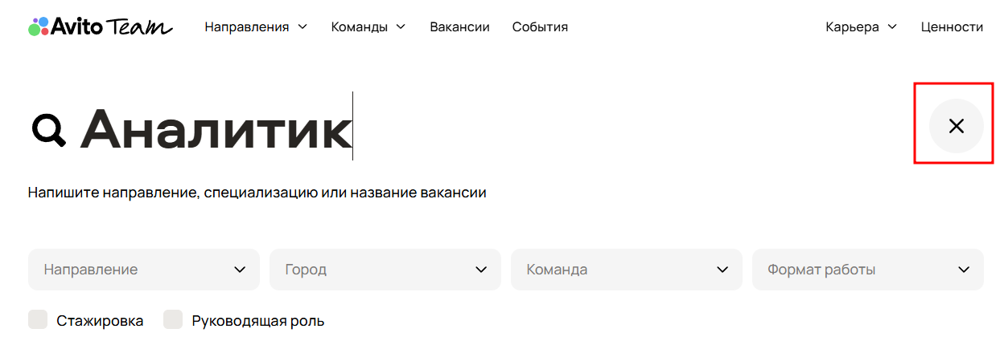 Avito Team Направления Команды Вакансии События Карьера Ценности
Аналитик
Напишите направление, специализацию или название вакансии
Направление Город Команда Формат работы
Стажировка Руководящая роль